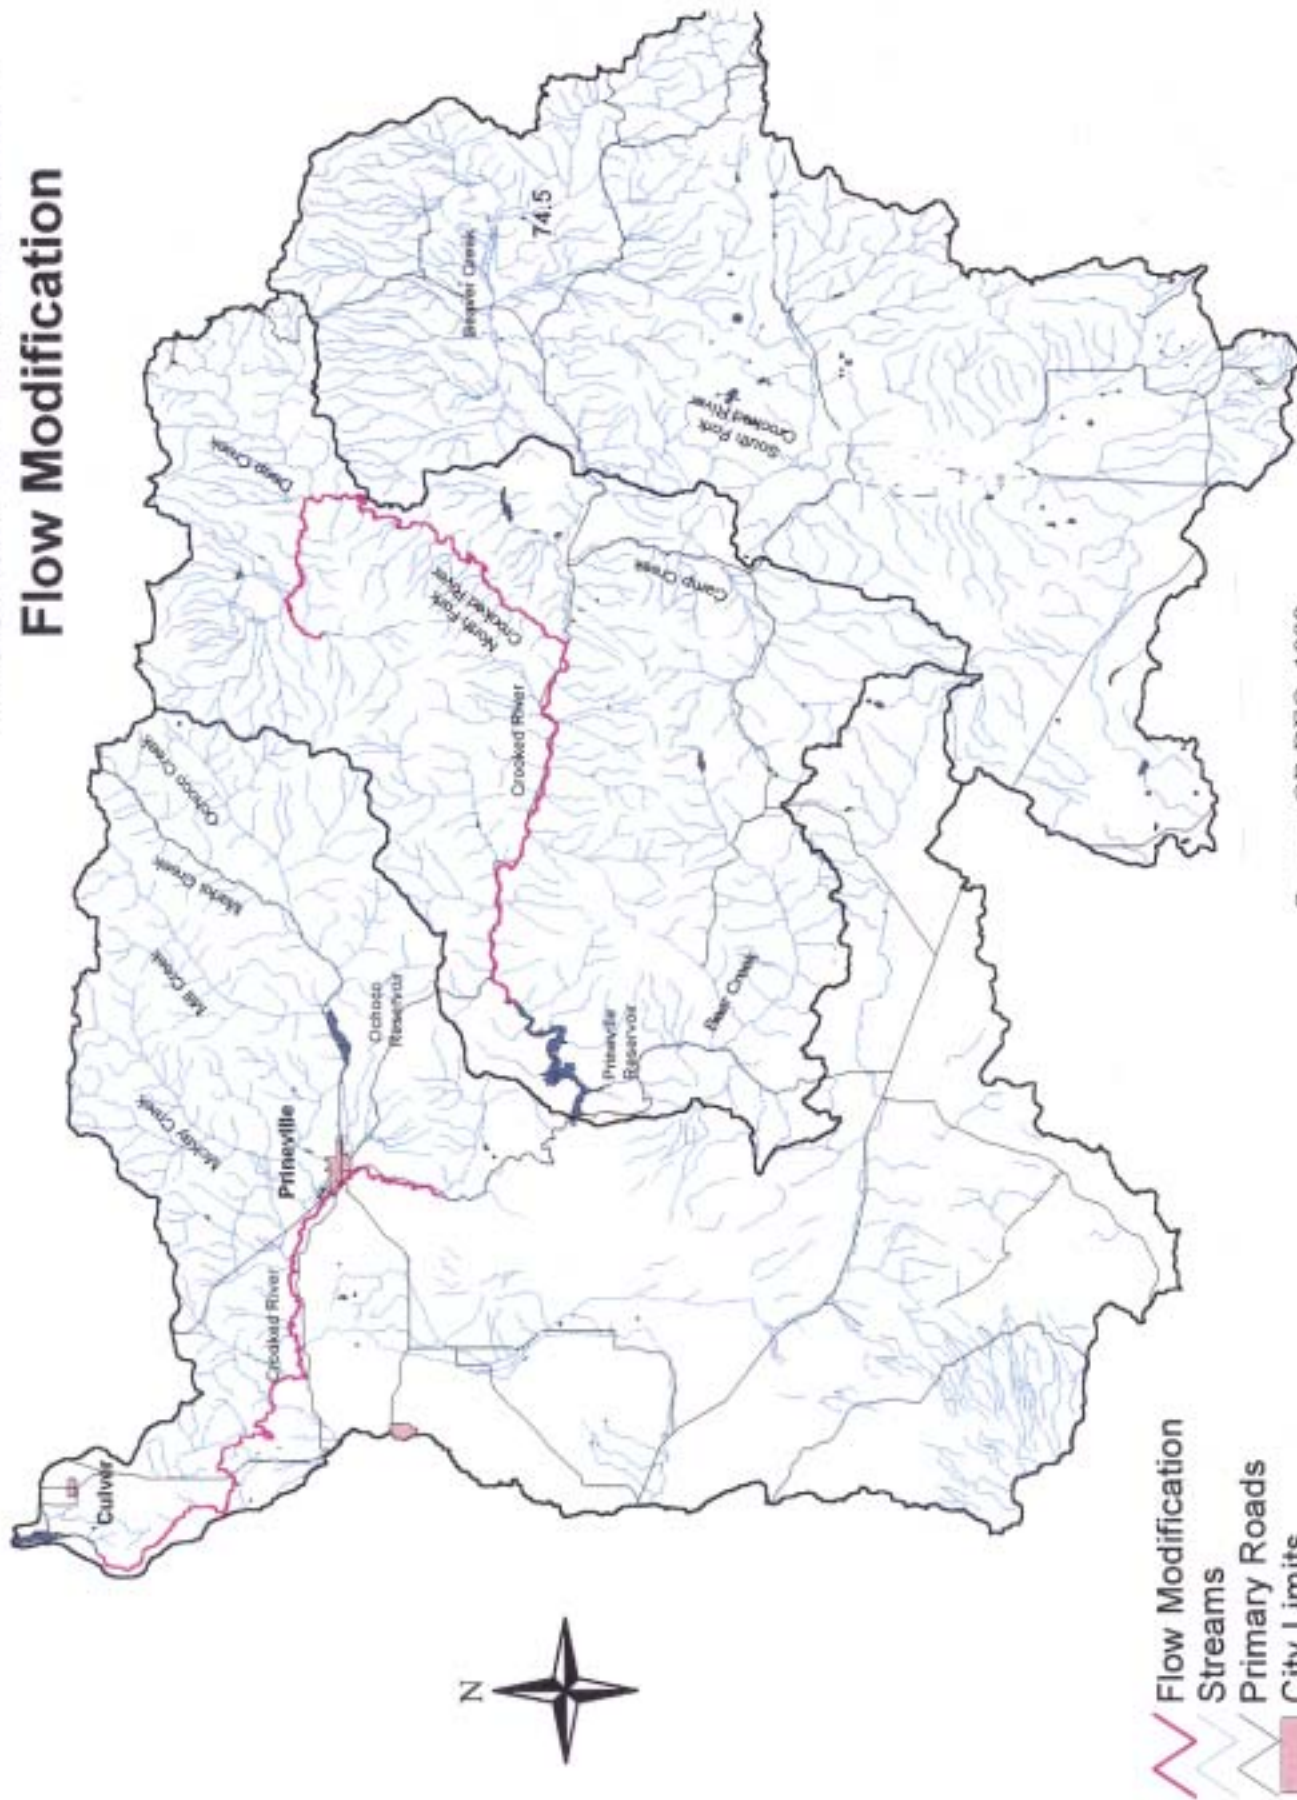 Flow Modification
Deep Creek
Ochoco Creek
Marks Creek
Mill Creek
McKay Creek
Prineville
Ochoco
Reservoir
Crooked River
Culver
North Fork
Crooked River
Crooked River
Beaver Creek
74.5
South Fork
Crooked River
Camp Creek
Prineville
Reservoir
Bear Creek
N
Flow Modification
Streams
Primary Roads
City Limits